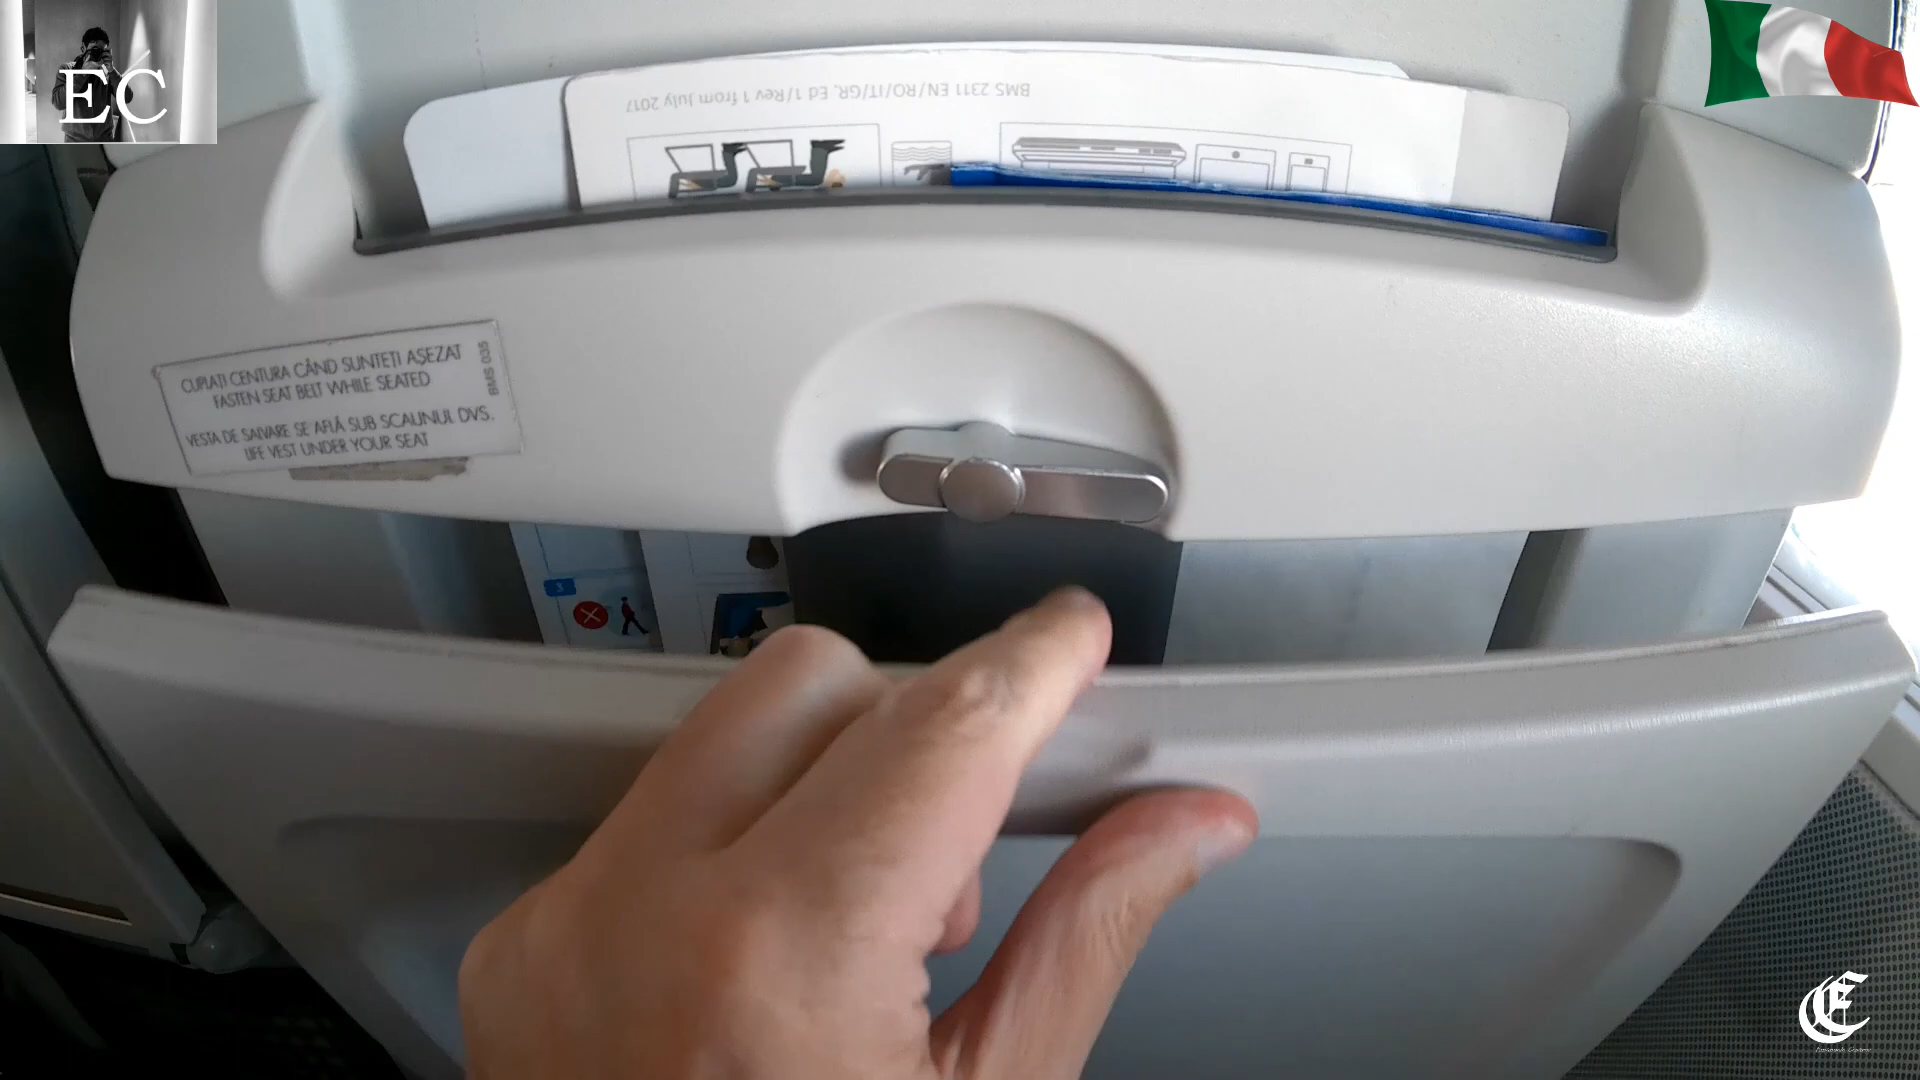 EC
BMS 2311 EN/RO/IT/GR, Ed 1/ Rev 1 from July 2017
CUPLAȚI CENTURA CÂND SUNTEȚI AȘEZAT
FASTEN SEAT BELT WHILE SEATED
VESTA DE SALVARE SE AFLĂ SUB SCAUNUL DVS.
LIFE VEST UNDER YOUR SEAT
BMS 035
3